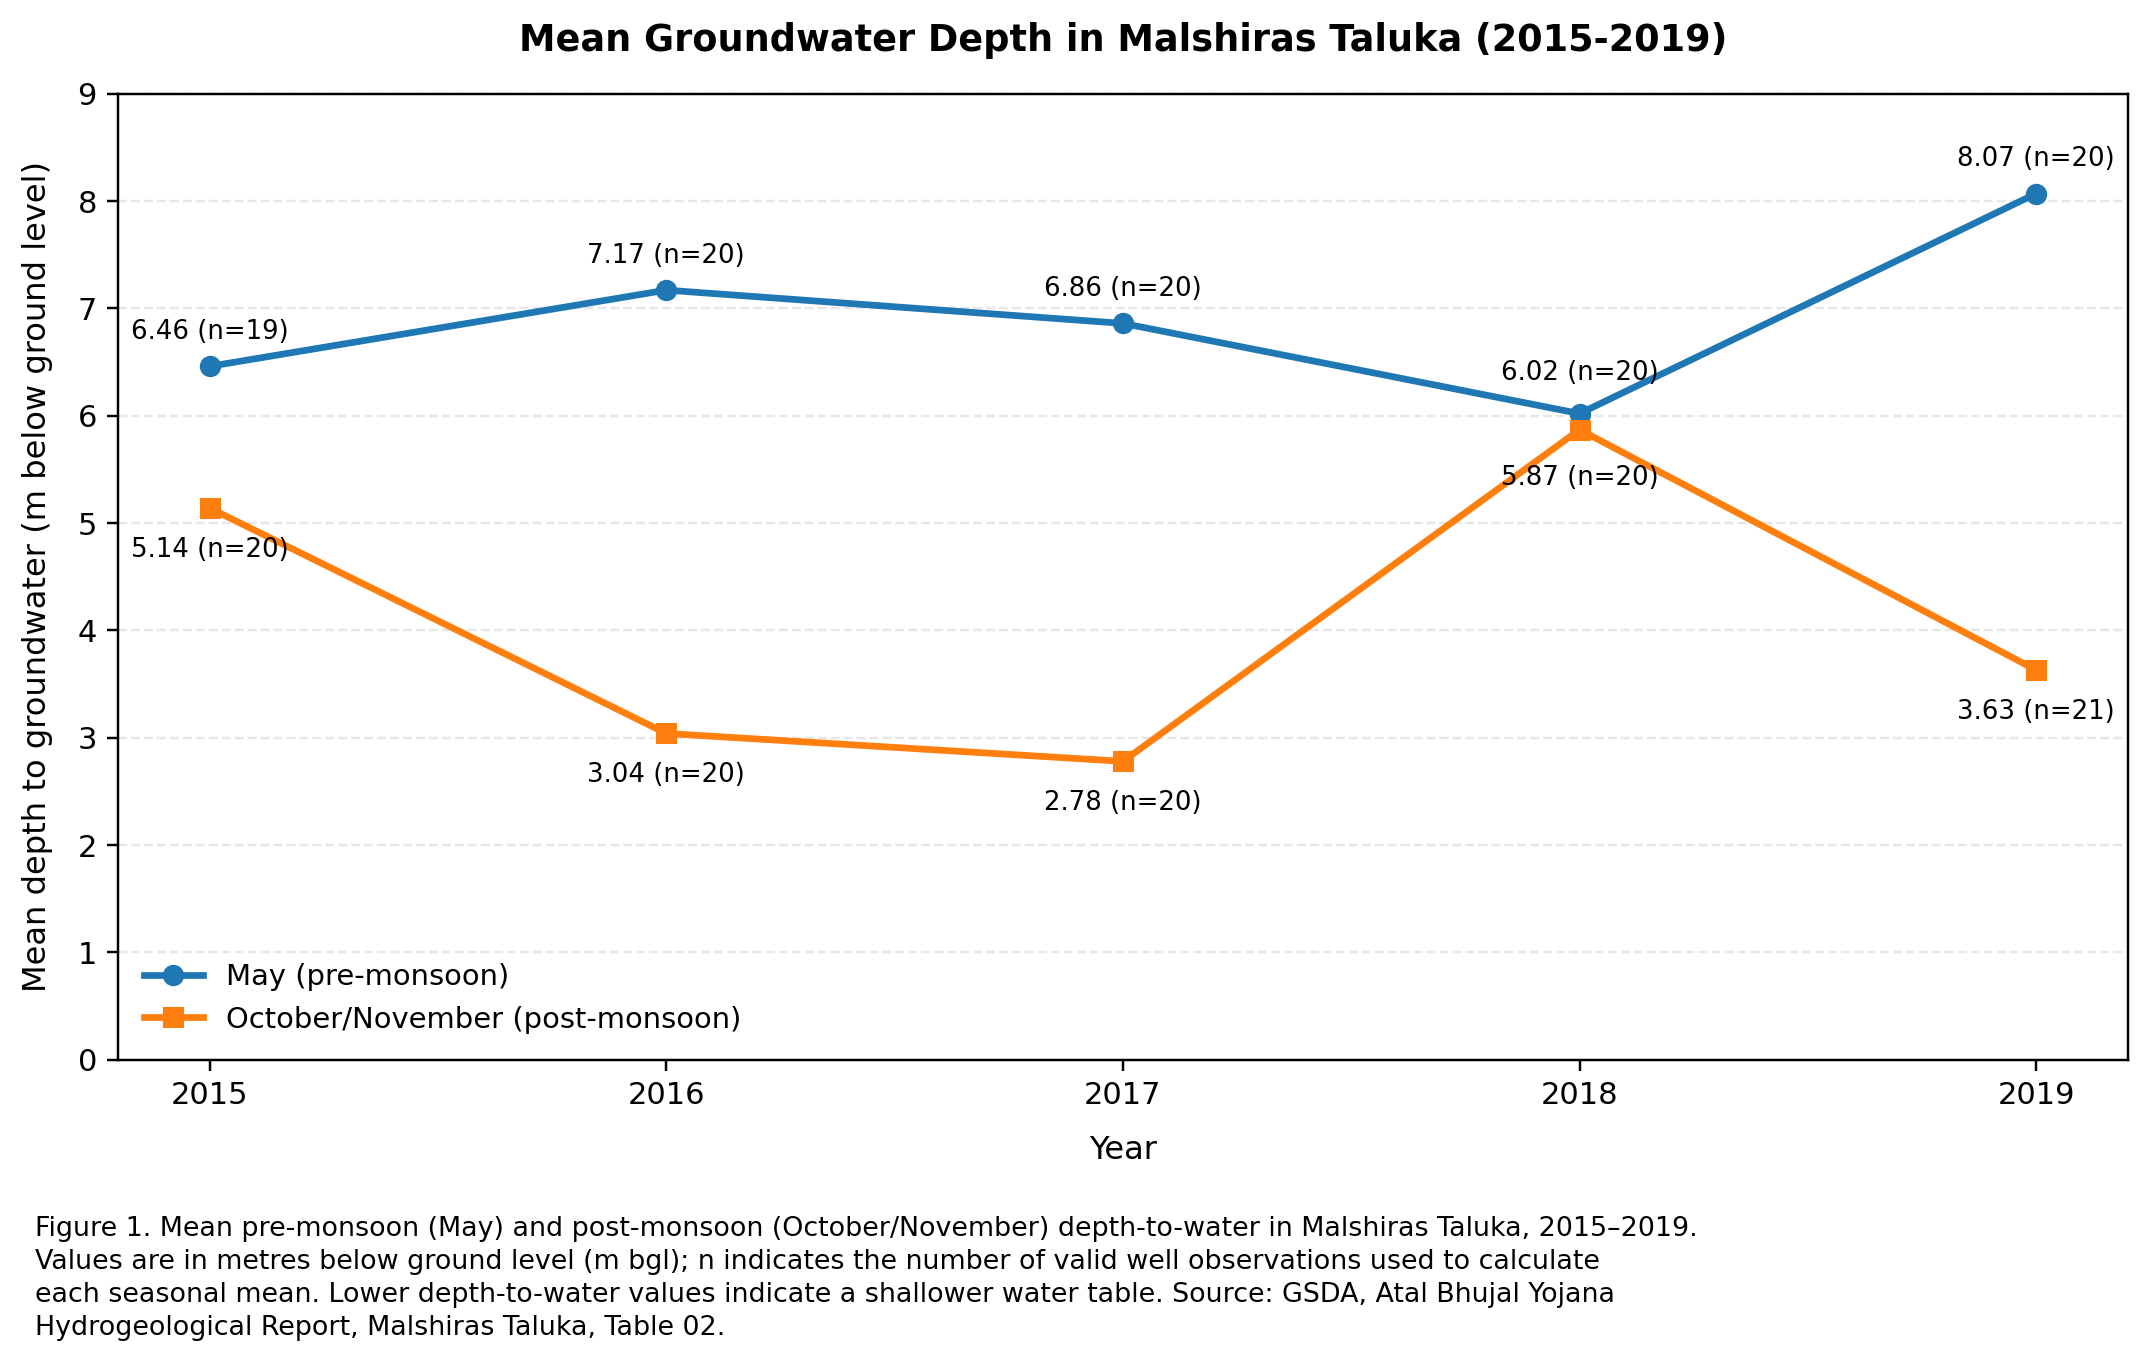 Mean Groundwater Depth in Malshiras Taluka (2015-2019)
Mean depth to groundwater (m below ground level)
9
8
7
6
5
4
3
2
1
0
8.07 (n=20)
7.17 (n=20)
6.86 (n=20)
6.46 (n=19)
6.02 (n=20)
5.87 (n=20)
5.14 (n=20)
3.63 (n=21)
3.04 (n=20)
2.78 (n=20)
May (pre-monsoon)
October/November (post-monsoon)
2015 2016 2017 2018 2019
Year
Figure 1. Mean pre-monsoon (May) and post-monsoon (October/November) depth-to-water in Malshiras Taluka, 2015–2019.
Values are in metres below ground level (m bgl); n indicates the number of valid well observations used to calculate
each seasonal mean. Lower depth-to-water values indicate a shallower water table. Source: GSDA, Atal Bhujal Yojana
Hydrogeological Report, Malshiras Taluka, Table 02.